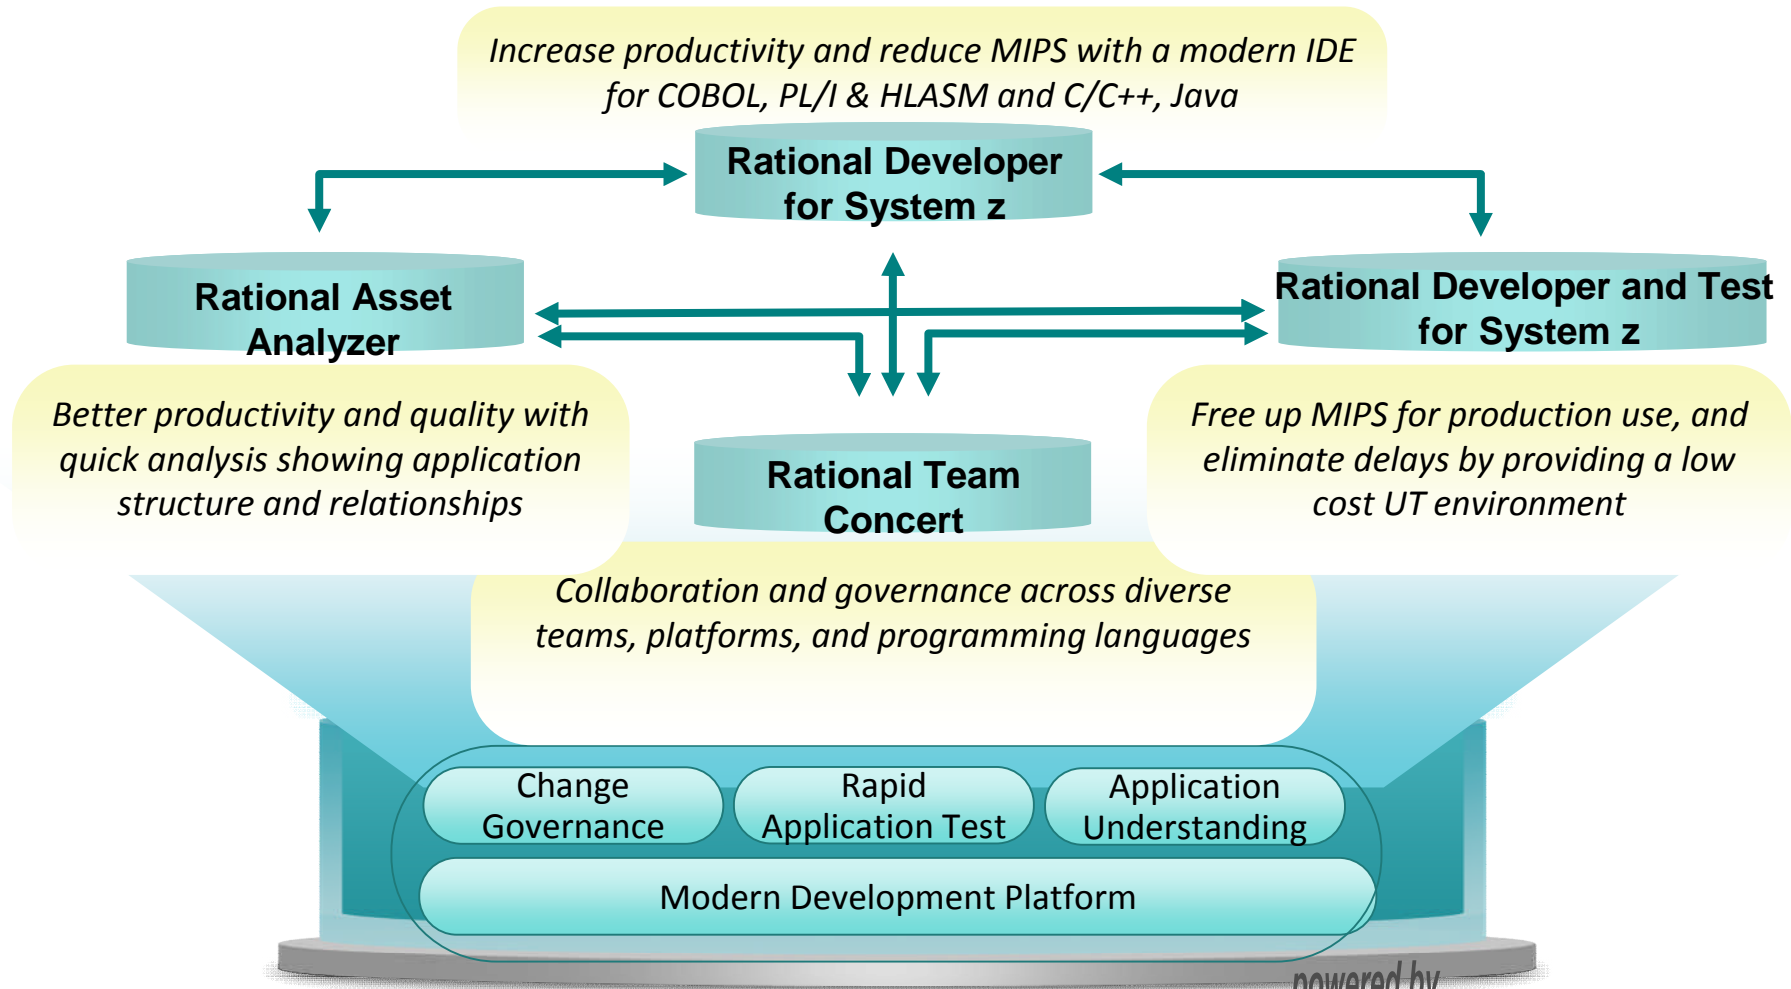 Increase productivity and reduce MIPS with a modern IDE
for COBOL, PL/I & HLASM and C/C++, Java
Rational Developer
for System z
Rational Asset
Analyzer
Rational Developer and Test
for System z
Better productivity and quality with
quick analysis showing application
structure and relationships
Free up MIPS for production use, and
eliminate delays by providing a low
cost UT environment
Rational Team
Concert
Collaboration and governance across diverse
teams, platforms, and programming languages
Change
Governance
Rapid
Application Test
Application
Understanding
Modern Development Platform
powered by